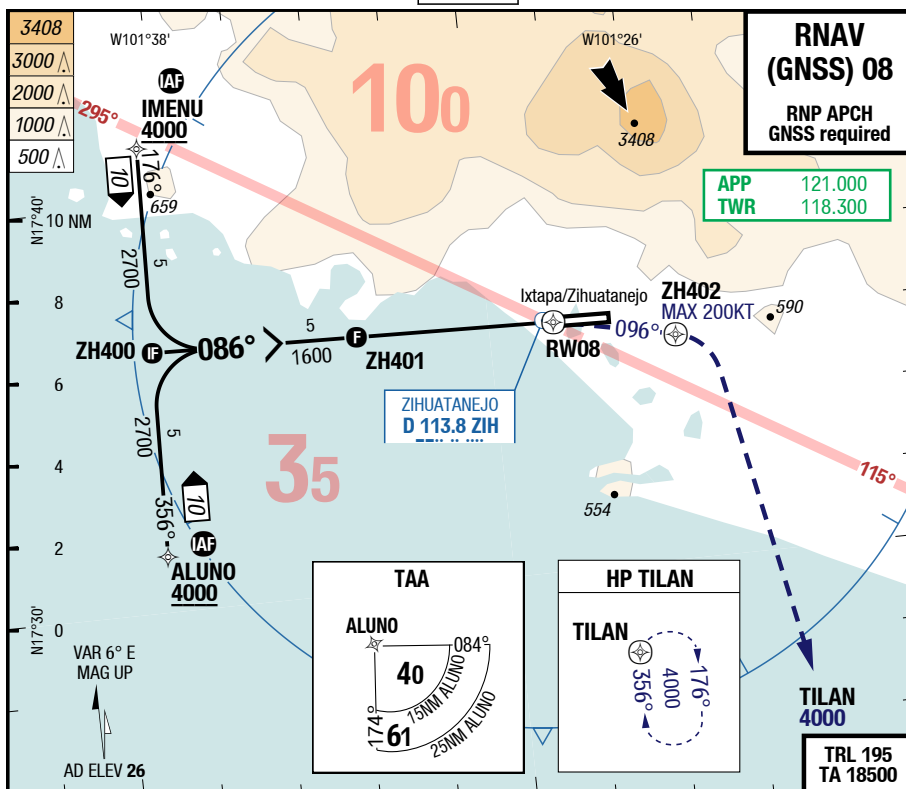 3408
3000
2000
1000
500
W101°38'
W101°26'
RNAV
(GNSS) 08
RNP APCH
GNSS required
APP 121.000
TWR 118.300
295°
IAF
IMENU
4000
10 0
3408
176°
10
659
N17°40'
10 NM
2700
5
8
Ixtapa/Zihuatanejo
ZH402
MAX 200KT
590
096°
RW08
ZH400
IF
086°
5
1600
F
ZH401
6
ZIHUATANEJO
D 113.8 ZIH
2700
5
4
35
115°
10
356°
554
IAF
2
ALUNO
4000
N17°30'
0
VAR 6° E
MAG UP
AD ELEV 26
TAA
ALUNO
084°
40
15NM ALUNO
174°
61
25NM ALUNO
HP TILAN
TILAN
356°
4000
176°
TILAN
4000
TRL 195
TA 18500